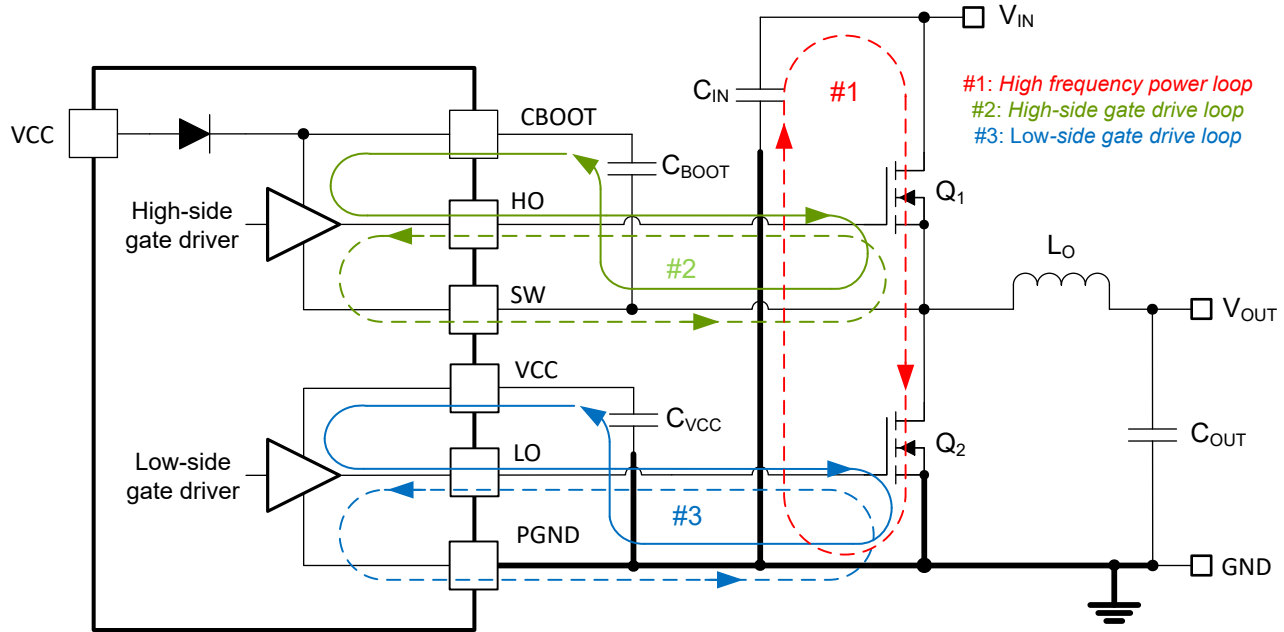 V_IN
#1: High frequency power loop
#2: High-side gate drive loop
#3: Low-side gate drive loop
C_IN
#1
VCC
CBOOT
C_BOOT
HO
Q_1
High-side
gate driver
#2
SW
L_O
V_OUT
VCC
C_VCC
LO
Q_2
C_OUT
Low-side
gate driver
#3
PGND
GND